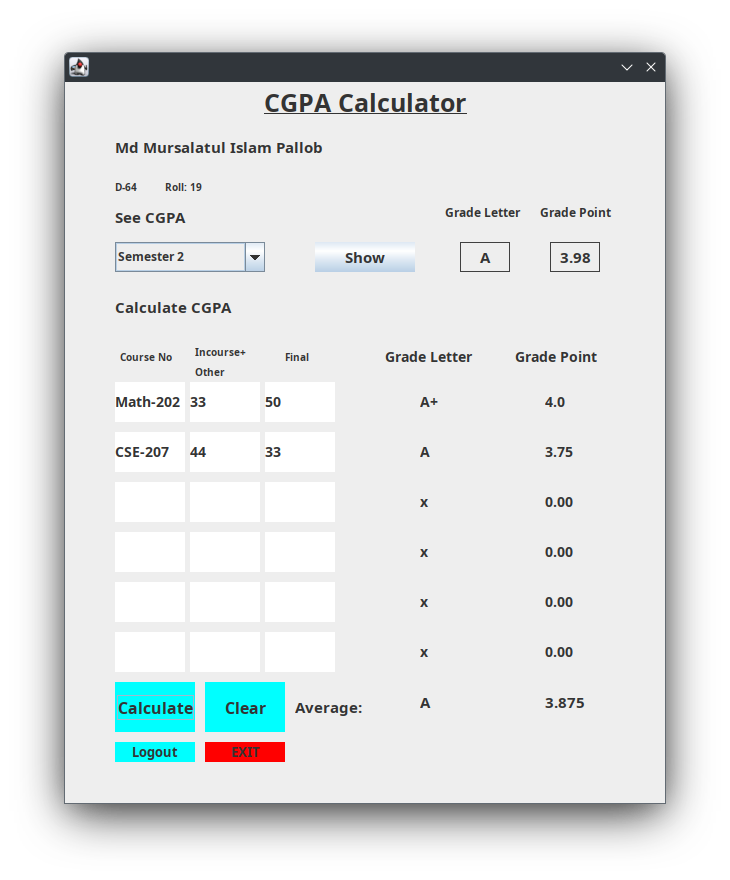 CGPA Calculator
Md Mursalatul Islam Pallob
D-64 Roll: 19
See CGPA Grade Letter Grade Point
Semester 2 Show A 3.98
Calculate CGPA
Course No Incourse+ Other Final Grade Letter Grade Point
Math-202 33 50 A+ 4.0
CSE-207 44 33 A 3.75
x 0.00
x 0.00
x 0.00
x 0.00
Calculate Clear Average: A 3.875
Logout EXIT